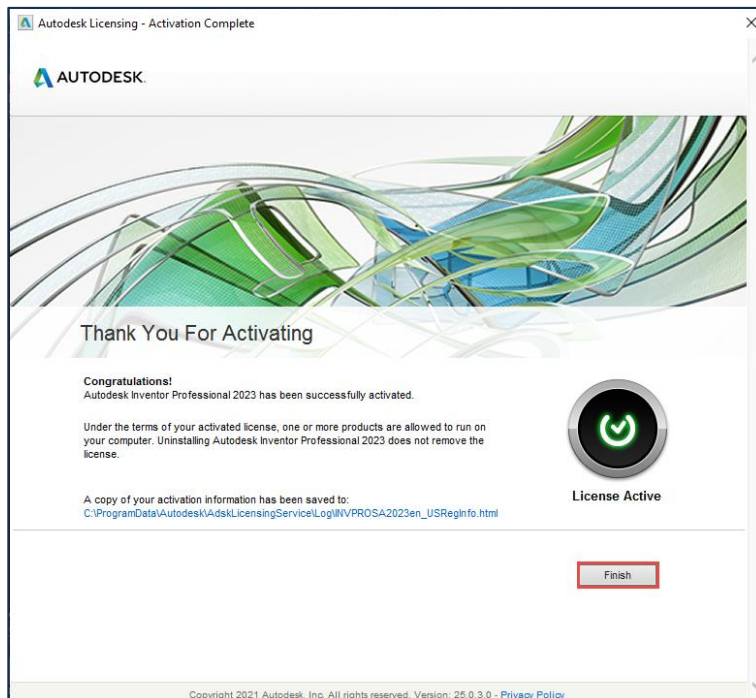 Autodesk Licensing - Activation Complete
AUTODESK.
Thank You For Activating
Congratulations!
Autodesk Inventor Professional 2023 has been successfully activated.
Under the terms of your activated license, one or more products are allowed to run on
your computer. Uninstalling Autodesk Inventor Professional 2023 does not remove the
license.
A copy of your activation information has been saved to:
C:\ProgramData\Autodesk\AdskLicensingService\Log\INVPROSA2023en_USRegInfo.html
License Active
Finish
Copyright 2021 Autodesk, Inc. All rights reserved. Version: 25.0.3.0 - Privacy Policy